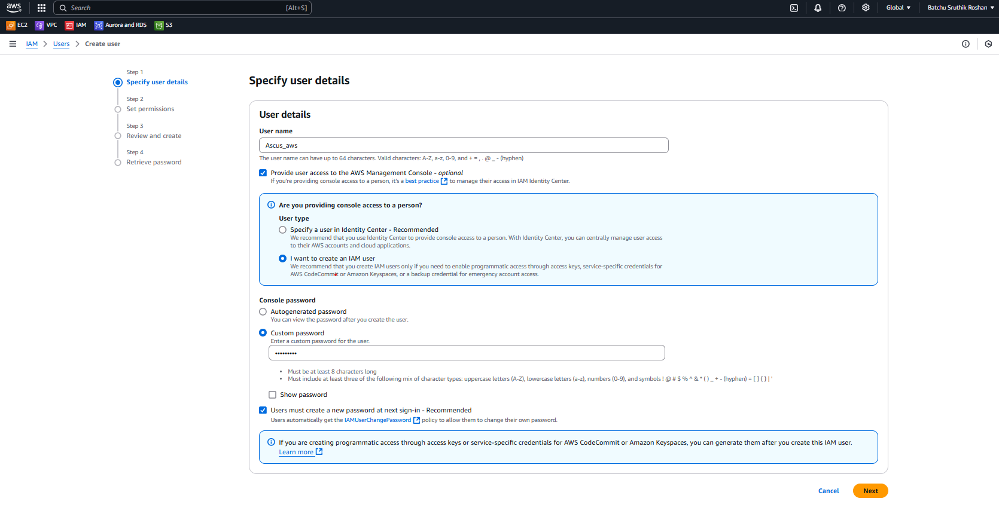 aws
Search [Alt+S] Global ▼ Batchu Sruthik Roshan ▼
EC2 VPC IAM Aurora and RDS S3
IAM > Users > Create user
Step 1
Specify user details
Step 2
Set permissions
Step 3
Review and create
Step 4
Retrieve password
Specify user details
User details
User name
Ascus_aws
The user name can have up to 64 characters. Valid characters: A-Z, a-z, 0-9, and + = , . @ _ - (hyphen)
Provide user access to the AWS Management Console - optional
If you're providing console access to a person, it's a best practice to manage their access in IAM Identity Center.
Are you providing console access to a person?
User type
Specify a user in Identity Center - Recommended
We recommend that you use Identity Center to provide console access to a person. With Identity Center, you can centrally manage user access
to their AWS accounts and cloud applications.
I want to create an IAM user
We recommend that you create IAM users only if you need to enable programmatic access through access keys, service-specific credentials for
AWS CodeCommit or Amazon Keyspaces, or a backup credential for emergency account access.
Console password
Autogenerated password
You can view the password after you create the user.
Custom password
Enter a custom password for the user.
•••••••••
• Must be at least 8 characters long
• Must include at least three of the following mix of character types: uppercase letters (A-Z), lowercase letters (a-z), numbers (0-9), and symbols ! @ # $ % ^ & * ( ) _ + - (hyphen) = [ ] { } | '
Show password
Users must create a new password at next sign-in - Recommended
Users automatically get the IAMUserChangePassword policy to allow them to change their own password.
If you are creating programmatic access through access keys or service-specific credentials for AWS CodeCommit or Amazon Keyspaces, you can generate them after you create this IAM user.
Learn more
Cancel Next